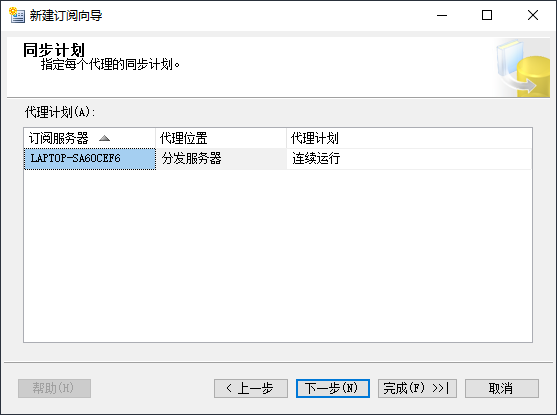 新建订阅向导
同步计划
指定每个代理的同步计划。
代理计划(A):
订阅服务器 代理位置 代理计划
LAPTOP-SA6OCEF6 分发服务器 连续运行
帮助(H) < 上一步 下一步(N) 完成(F) >>| 取消